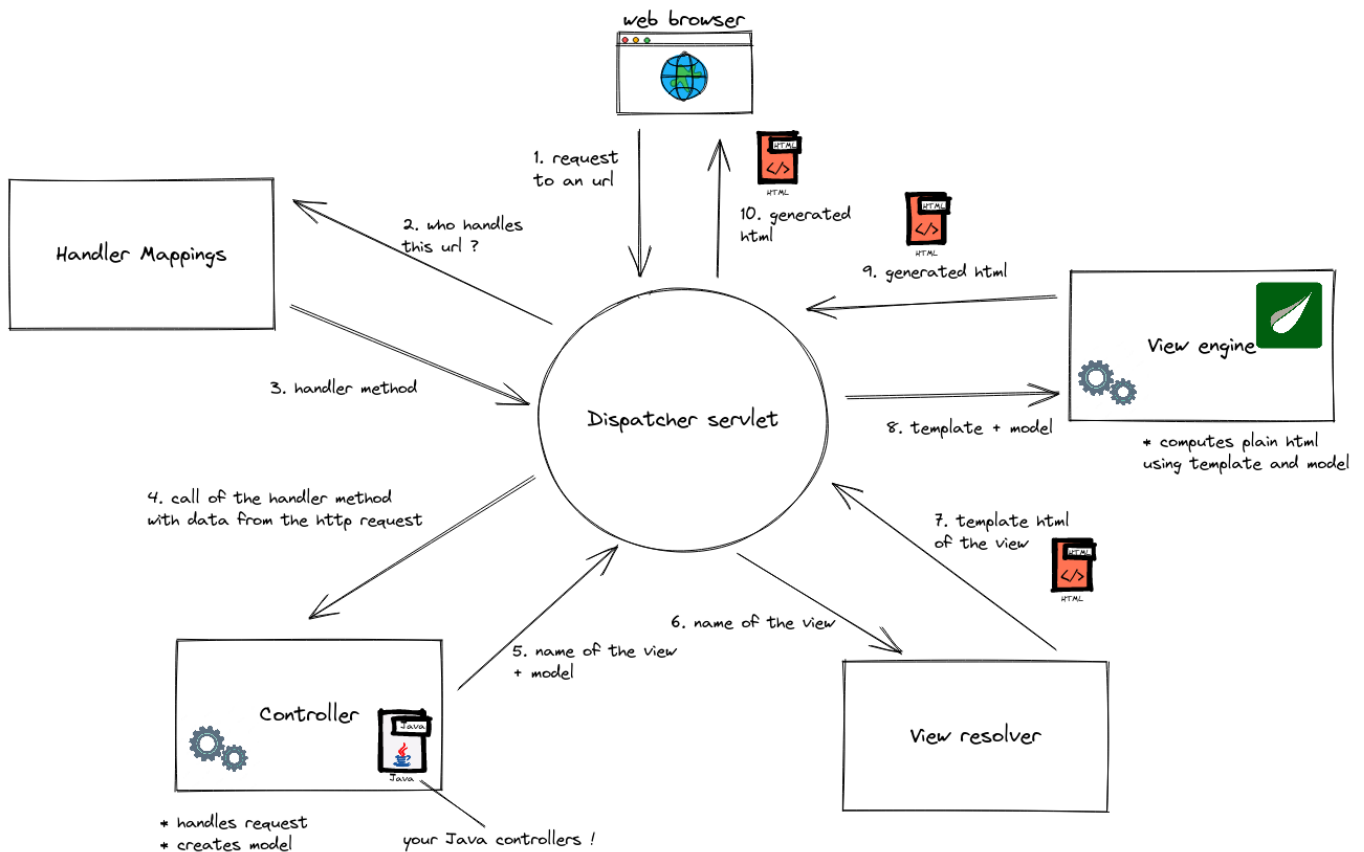 web browser
1. request
to an url
HTML
HTML
10. generated
html
HTML
HTML
9. generated html
Handler Mappings
2. who handles
this url ?
3. handler method
Dispatcher servlet
View engine
8. template + model
* computes plain html
using template and model
4. call of the handler method
with data from the http request
5. name of the view
+ model
6. name of the view
7. template html
of the view
HTML
HTML
Controller
Java
Java
* handles request
* creates model
your Java controllers !
View resolver